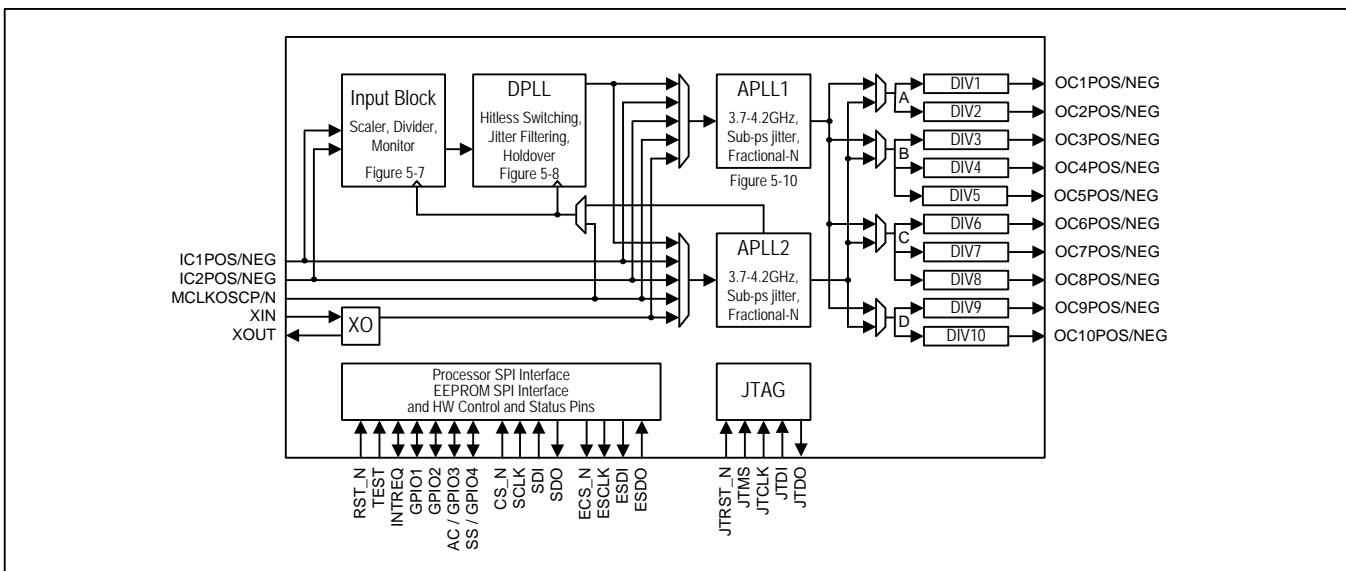 Input Block
Scaler, Divider,
Monitor
Figure 5-7
DPLL
Hitless Switching,
Jitter Filtering,
Holdover
Figure 5-8
APLL1
3.7-4.2GHz,
Sub-ps jitter,
Fractional-N
Figure 5-10
APLL2
3.7-4.2GHz,
Sub-ps jitter,
Fractional-N
A
B
C
D
DIV1
DIV2
DIV3
DIV4
DIV5
DIV6
DIV7
DIV8
DIV9
DIV10
OC1POS/NEG
OC2POS/NEG
OC3POS/NEG
OC4POS/NEG
OC5POS/NEG
OC6POS/NEG
OC7POS/NEG
OC8POS/NEG
OC9POS/NEG
OC10POS/NEG
IC1POS/NEG
IC2POS/NEG
MCLKOSCP/N
XIN
XOUT
XO
Processor SPI Interface
EEPROM SPI Interface
and HW Control and Status Pins
JTAG
RST_N
TEST
INTREQ
GPIO1
GPIO2
AC / GPIO3
SS / GPIO4
CS_N
SCLK
SDI
SDO
ECS_N
ESCLK
ESDI
ESDO
JTRST_N
JTMS
JTCLK
JTDI
JTDO